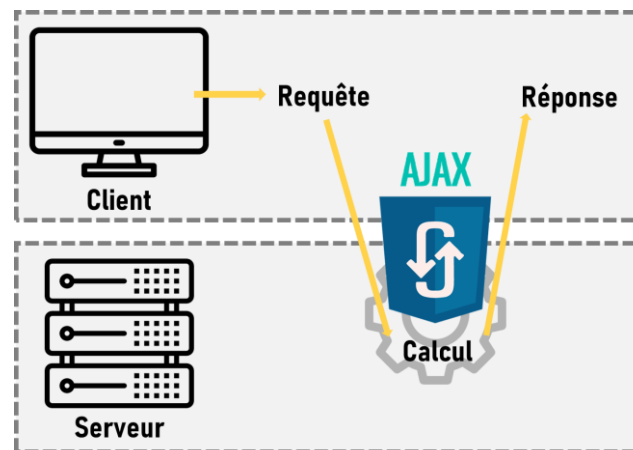 Requête
Réponse
AJAX
Client
Calcul
Serveur